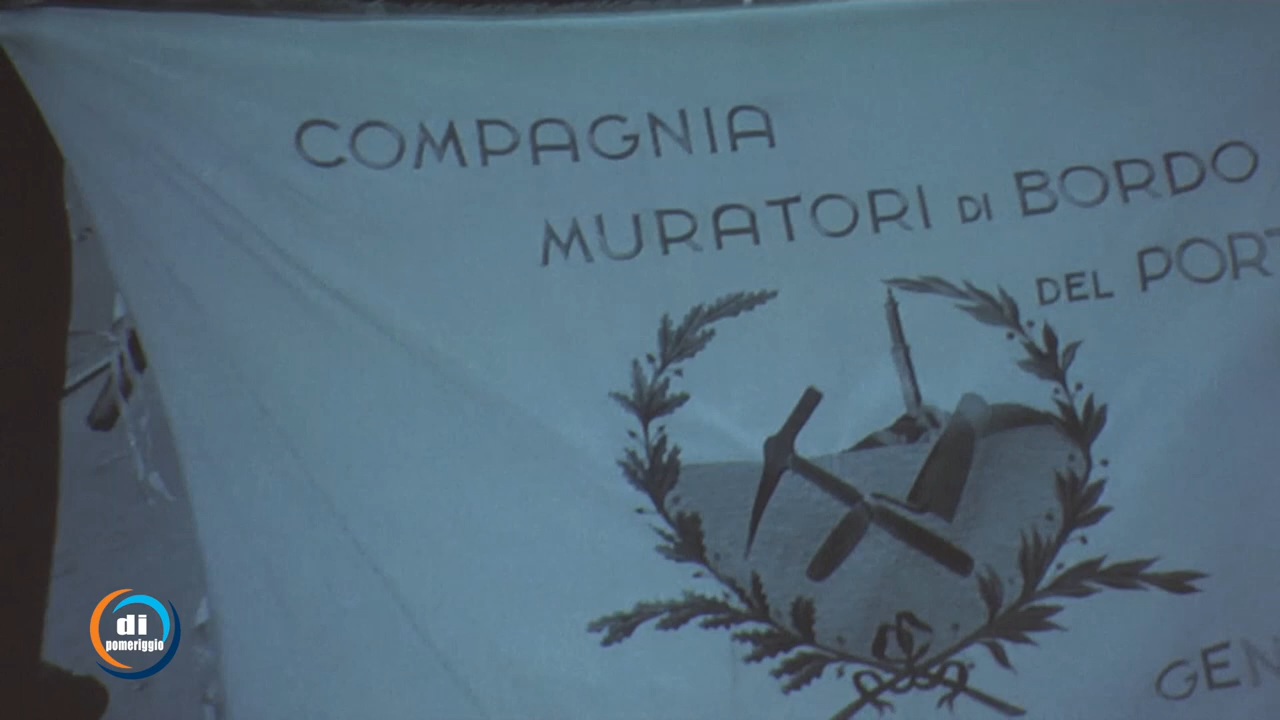 COMPAGNIA
MURATORI DI BORDO
DEL PORT
GEN
di
pomeriggio